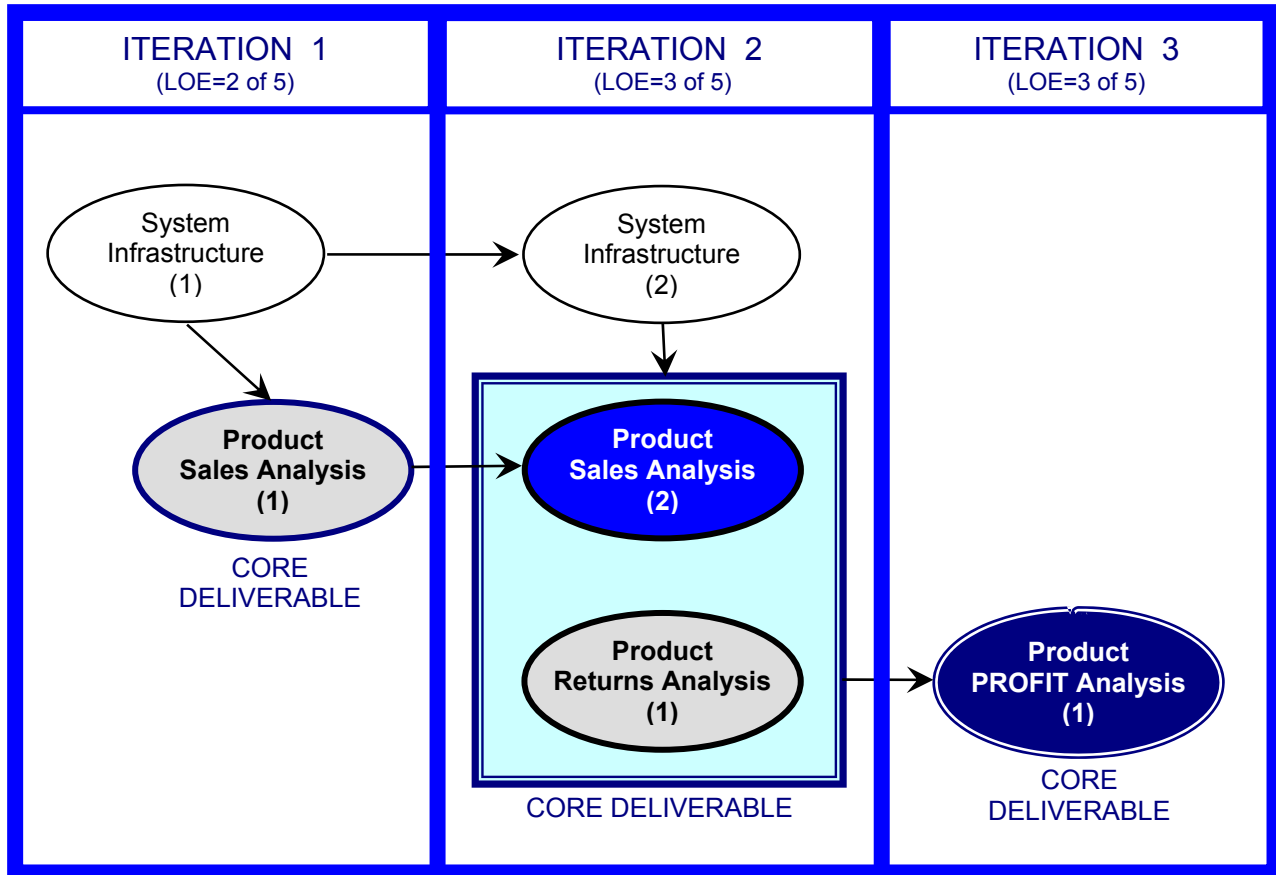 ITERATION 1
(LOE=2 of 5)
ITERATION 2
(LOE=3 of 5)
ITERATION 3
(LOE=3 of 5)
System
Infrastructure
(1)
System
Infrastructure
(2)
Product
Sales Analysis
(1)
CORE
DELIVERABLE
Product
Sales Analysis
(2)
Product
Returns Analysis
(1)
CORE DELIVERABLE
Product
PROFIT Analysis
(1)
CORE
DELIVERABLE